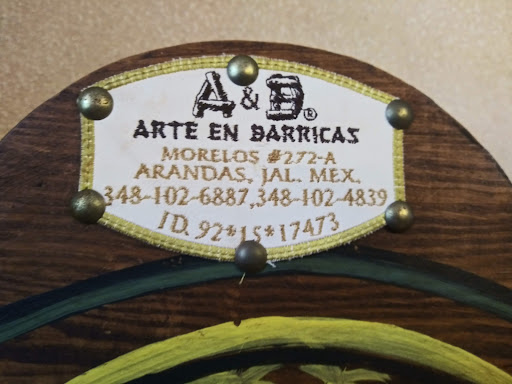 A & B®
ARTE EN BARRICAS
MORELOS #272-A
ARANDAS, JAL. MEX.
348-102-6887,348-102-4839
ID. 92*15*17473